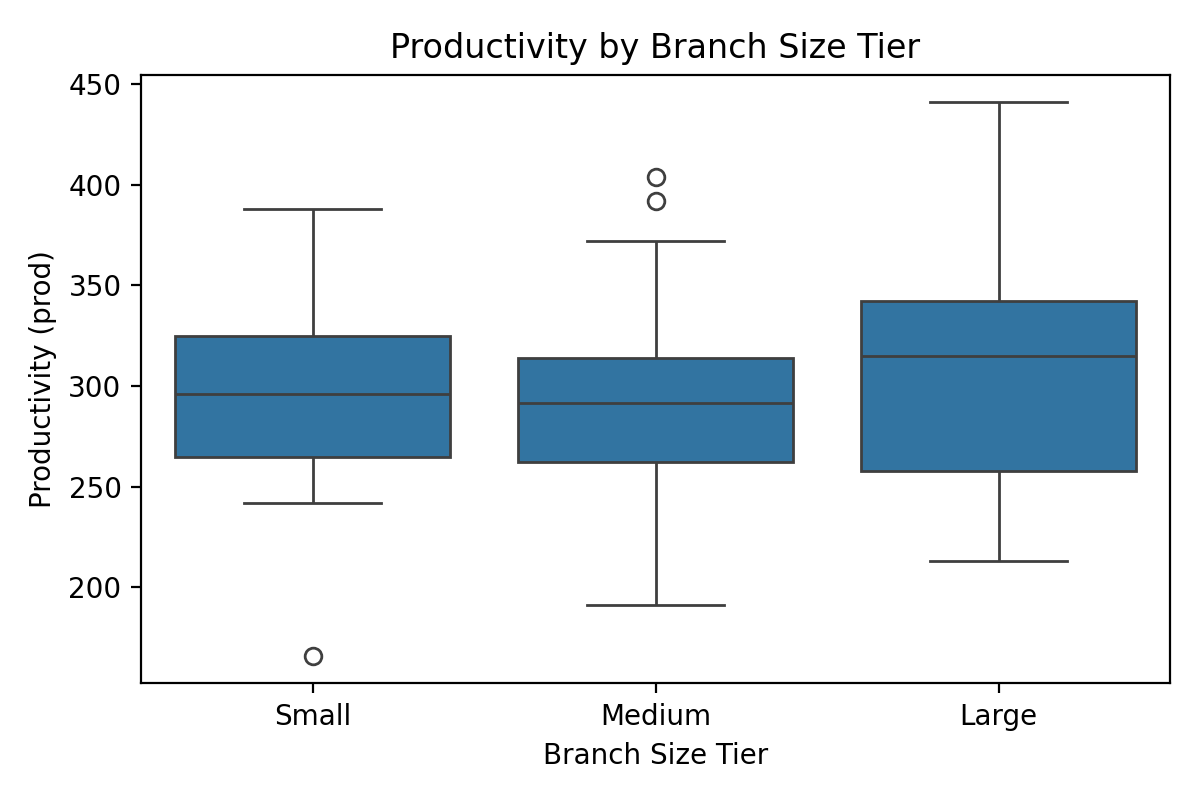 Productivity by Branch Size Tier
Productivity (prod)
450
400
350
300
250
200
Small
Medium
Large
Branch Size Tier